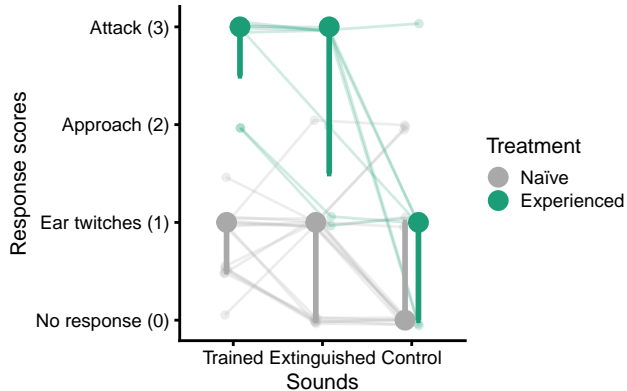 Response scores
Attack (3)
Approach (2)
Ear twitches (1)
No response (0)
Trained Extinguished Control
Sounds
Treatment
Naïve
Experienced